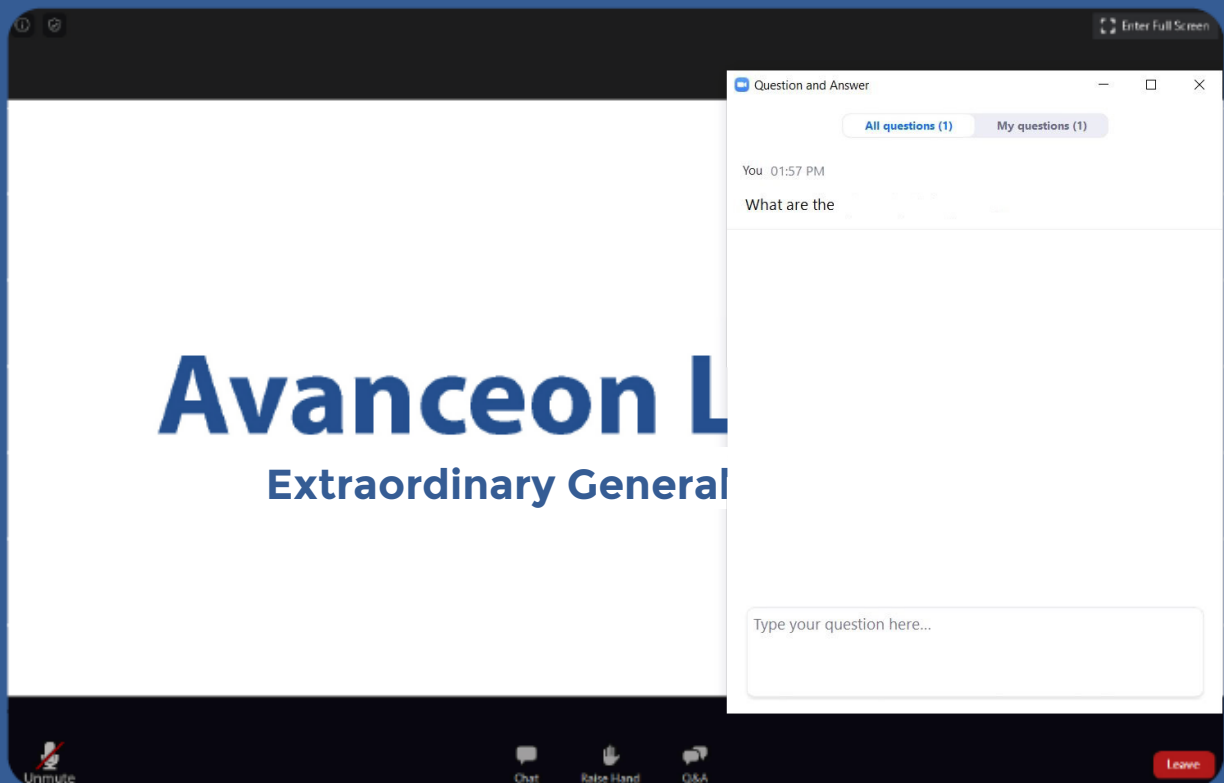 Enter Full Screen
Question and Answer
All questions (1) My questions (1)
You 01:57 PM
What are the
Avanceon L
Extraordinary General
Type your question here...
Unmute
Chat Raise Hand Q&A Leave